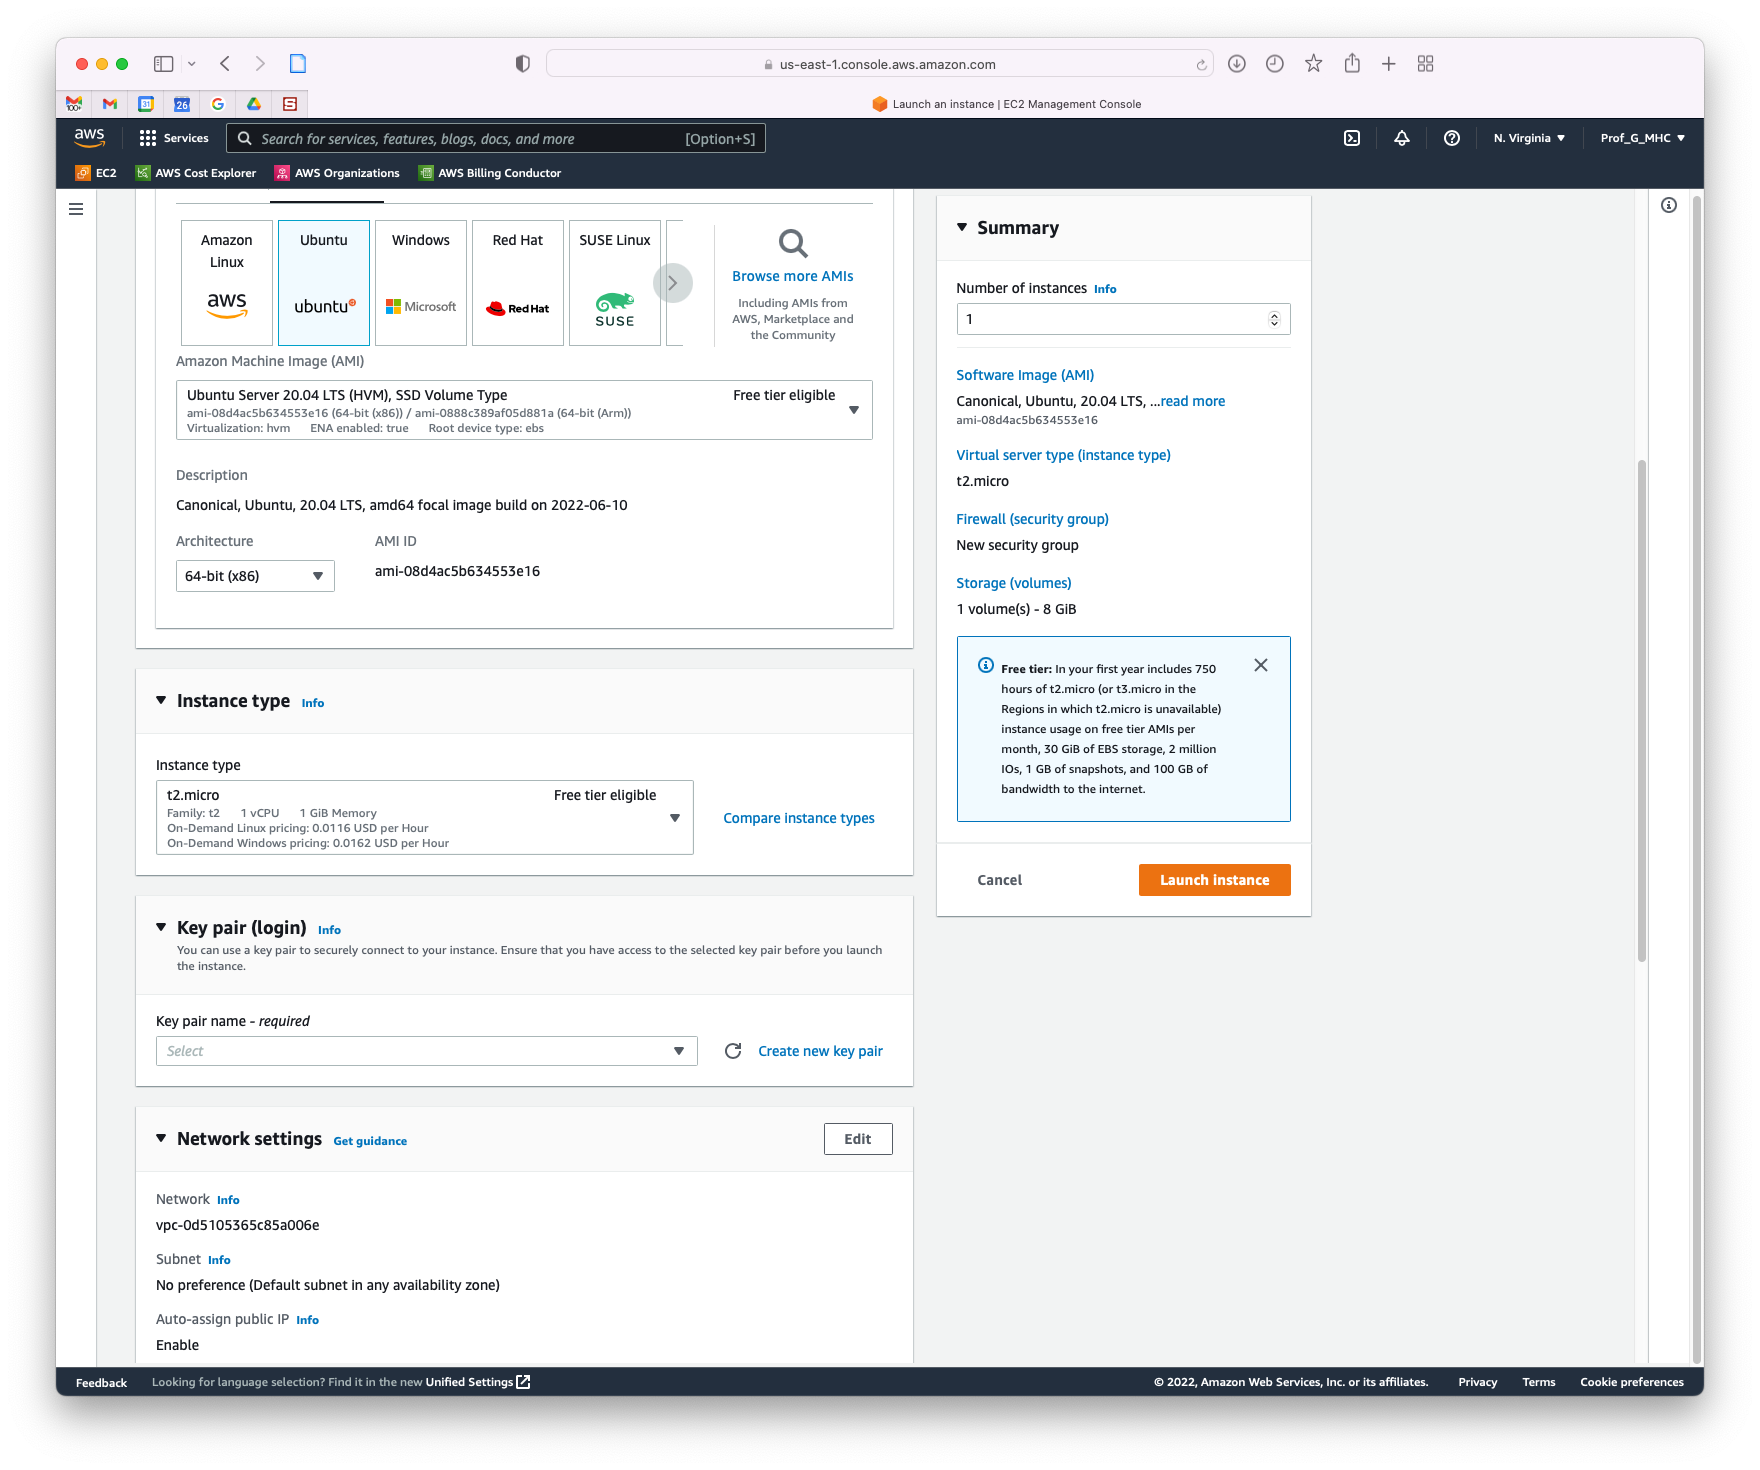 us-east-1.console.aws.amazon.com
Launch an instance | EC2 Management Console
aws
Services
Search for services, features, blogs, docs, and more
[Option+S]
N. Virginia
Prof_G_MHC
EC2
AWS Cost Explorer
AWS Organizations
AWS Billing Conductor
Amazon
Linux
aws
Ubuntu
ubuntu
Windows
Microsoft
Red Hat
Red Hat
SUSE Linux
SUSE
Browse more AMIs
Including AMIs from
AWS, Marketplace and
the Community
Amazon Machine Image (AMI)
Ubuntu Server 20.04 LTS (HVM), SSD Volume Type
Free tier eligible
ami-08d4ac5b634553e16 (64-bit (x86)) / ami-0888c389af05d881a (64-bit (Arm))
Virtualization: hvm ENA enabled: true Root device type: ebs
Description
Canonical, Ubuntu, 20.04 LTS, amd64 focal image build on 2022-06-10
Architecture
AMI ID
64-bit (x86)
ami-08d4ac5b634553e16
Instance type Info
Instance type
t2.micro
Free tier eligible
Family: t2 1 vCPU 1 GiB Memory
On-Demand Linux pricing: 0.0116 USD per Hour
On-Demand Windows pricing: 0.0162 USD per Hour
Compare instance types
Key pair (login) Info
You can use a key pair to securely connect to your instance. Ensure that you have access to the selected key pair before you launch
the instance.
Key pair name - required
Select
Create new key pair
Network settings Get guidance
Edit
Network Info
vpc-0d5105365c85a006e
Subnet Info
No preference (Default subnet in any availability zone)
Auto-assign public IP Info
Enable
Summary
Number of instances Info
1
Software Image (AMI)
Canonical, Ubuntu, 20.04 LTS, ...read more
ami-08d4ac5b634553e16
Virtual server type (instance type)
t2.micro
Firewall (security group)
New security group
Storage (volumes)
1 volume(s) - 8 GiB
Free tier: In your first year includes 750
hours of t2.micro (or t3.micro in the
Regions in which t2.micro is unavailable)
instance usage on free tier AMIs per
month, 30 GiB of EBS storage, 2 million
IOs, 1 GB of snapshots, and 100 GB of
bandwidth to the internet.
Cancel
Launch instance
Feedback
Looking for language selection? Find it in the new Unified Settings
© 2022, Amazon Web Services, Inc. or its affiliates.
Privacy
Terms
Cookie preferences